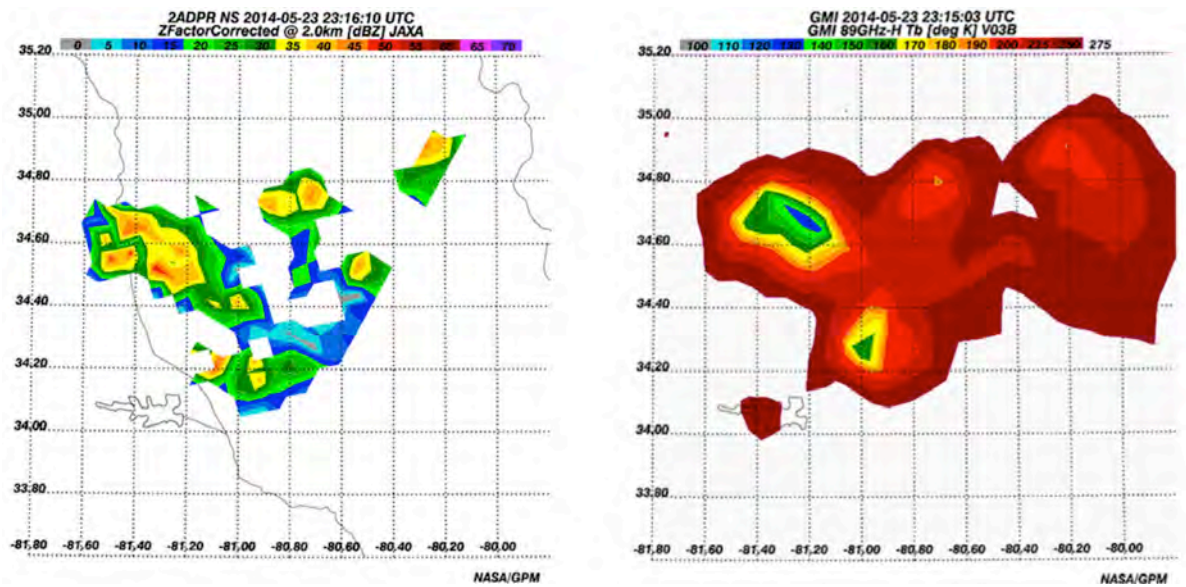 2ADPR NS 2014-05-23 23:16:10 UTC
ZFactorCorrected @ 2.0km [dBZ] JAXA
0 5 10 15 20 25 30 35 40 45 50 55 60 65 70
35,20
35,00
34,80
34,60
34,40
34,20
34,00
33,80
-81,80 -81,60 -81,40 -81,20 -81,00 -80,80 -80,60 -80,40 -80,20 -80,00
NASA/GPM
GMI 2014-05-23 23:15:03 UTC
GMI 89GHz-H Tb [deg K] V03B
100 110 120 130 140 150 160 170 180 190 200 225 250 275
35,20
35,00
34,80
34,60
34,40
34,20
34,00
33,80
-81,80 -81,60 -81,40 -81,20 -81,00 -80,80 -80,60 -80,40 -80,20 -80,00
NASA/GPM